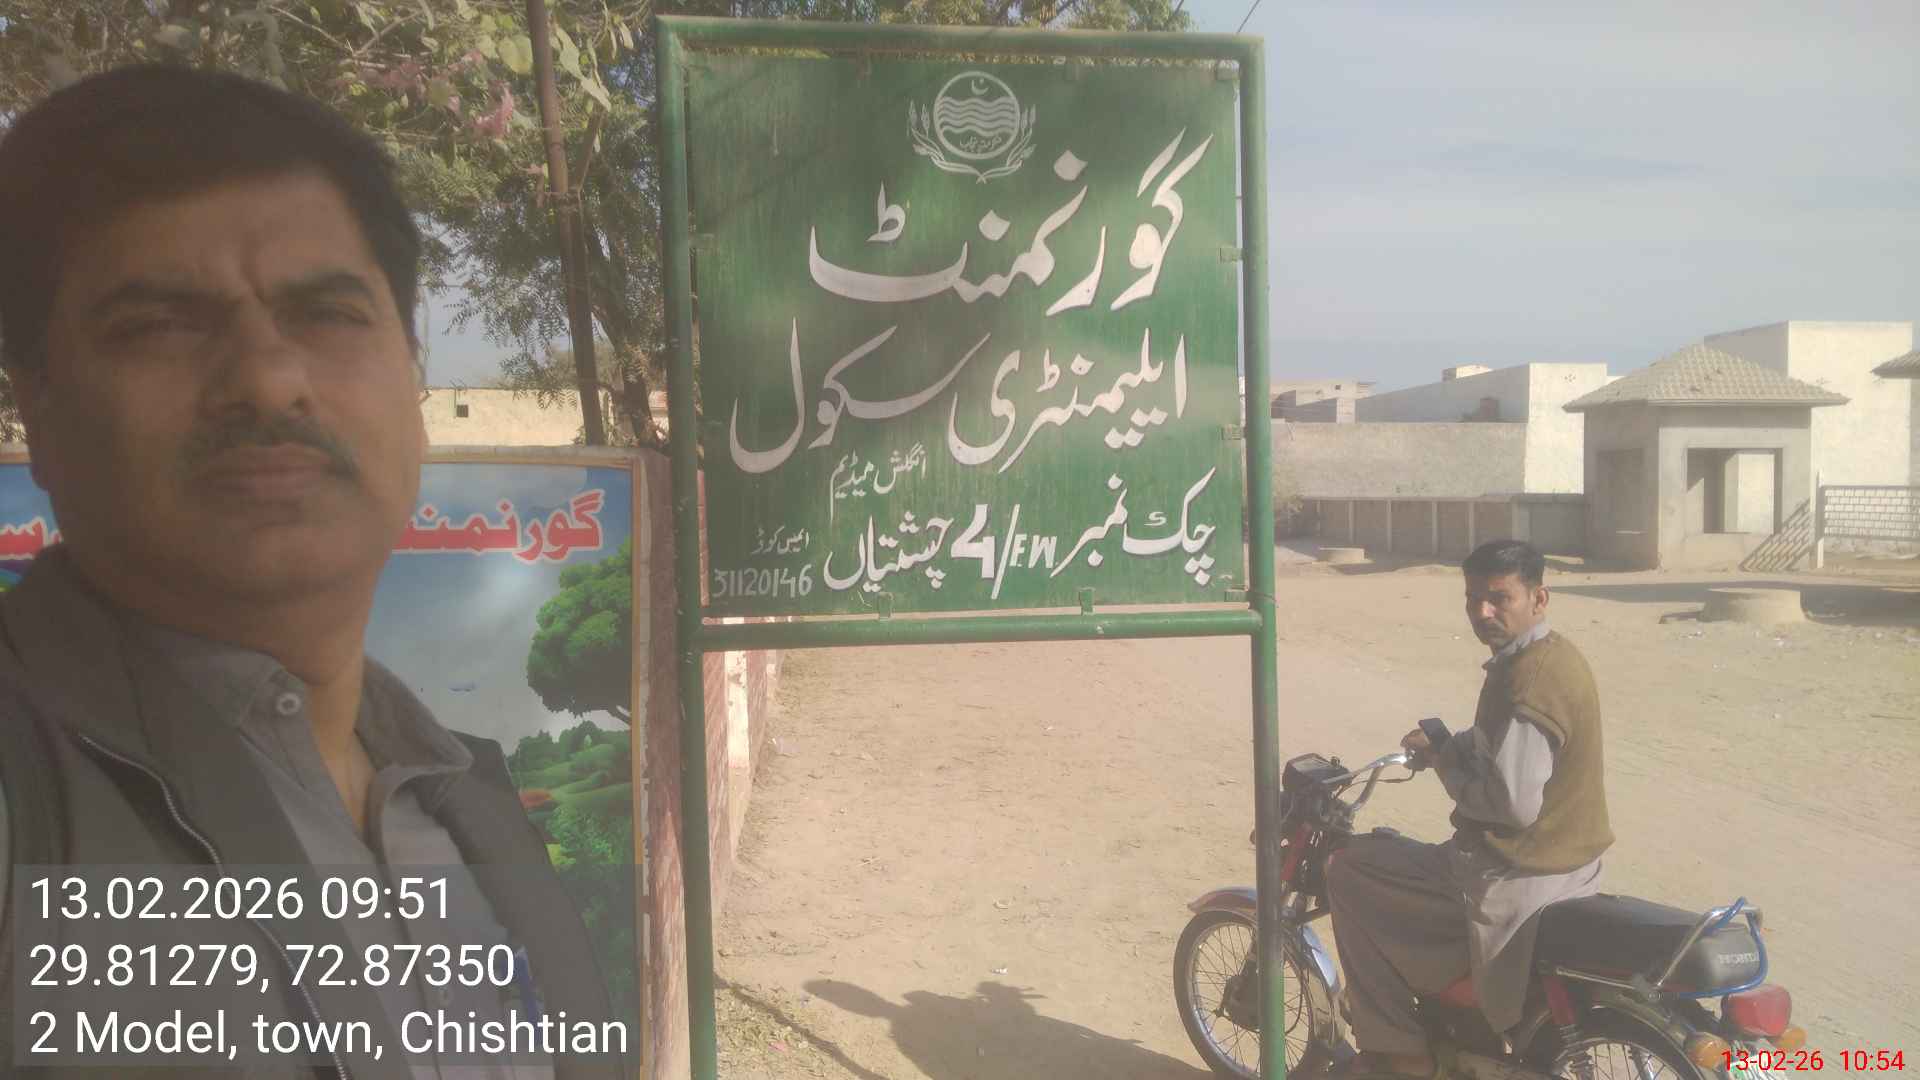 گورنمنٹ
ایلیمنٹری سکول
انگلش میڈیم
چک نمبر 4/F.W چشتیاں
ایمس کوڈ
31120146
گورنمنٹ
13.02.2026 09:51
29.81279, 72.87350
2 Model, town, Chishtian
13-02-26 10:54